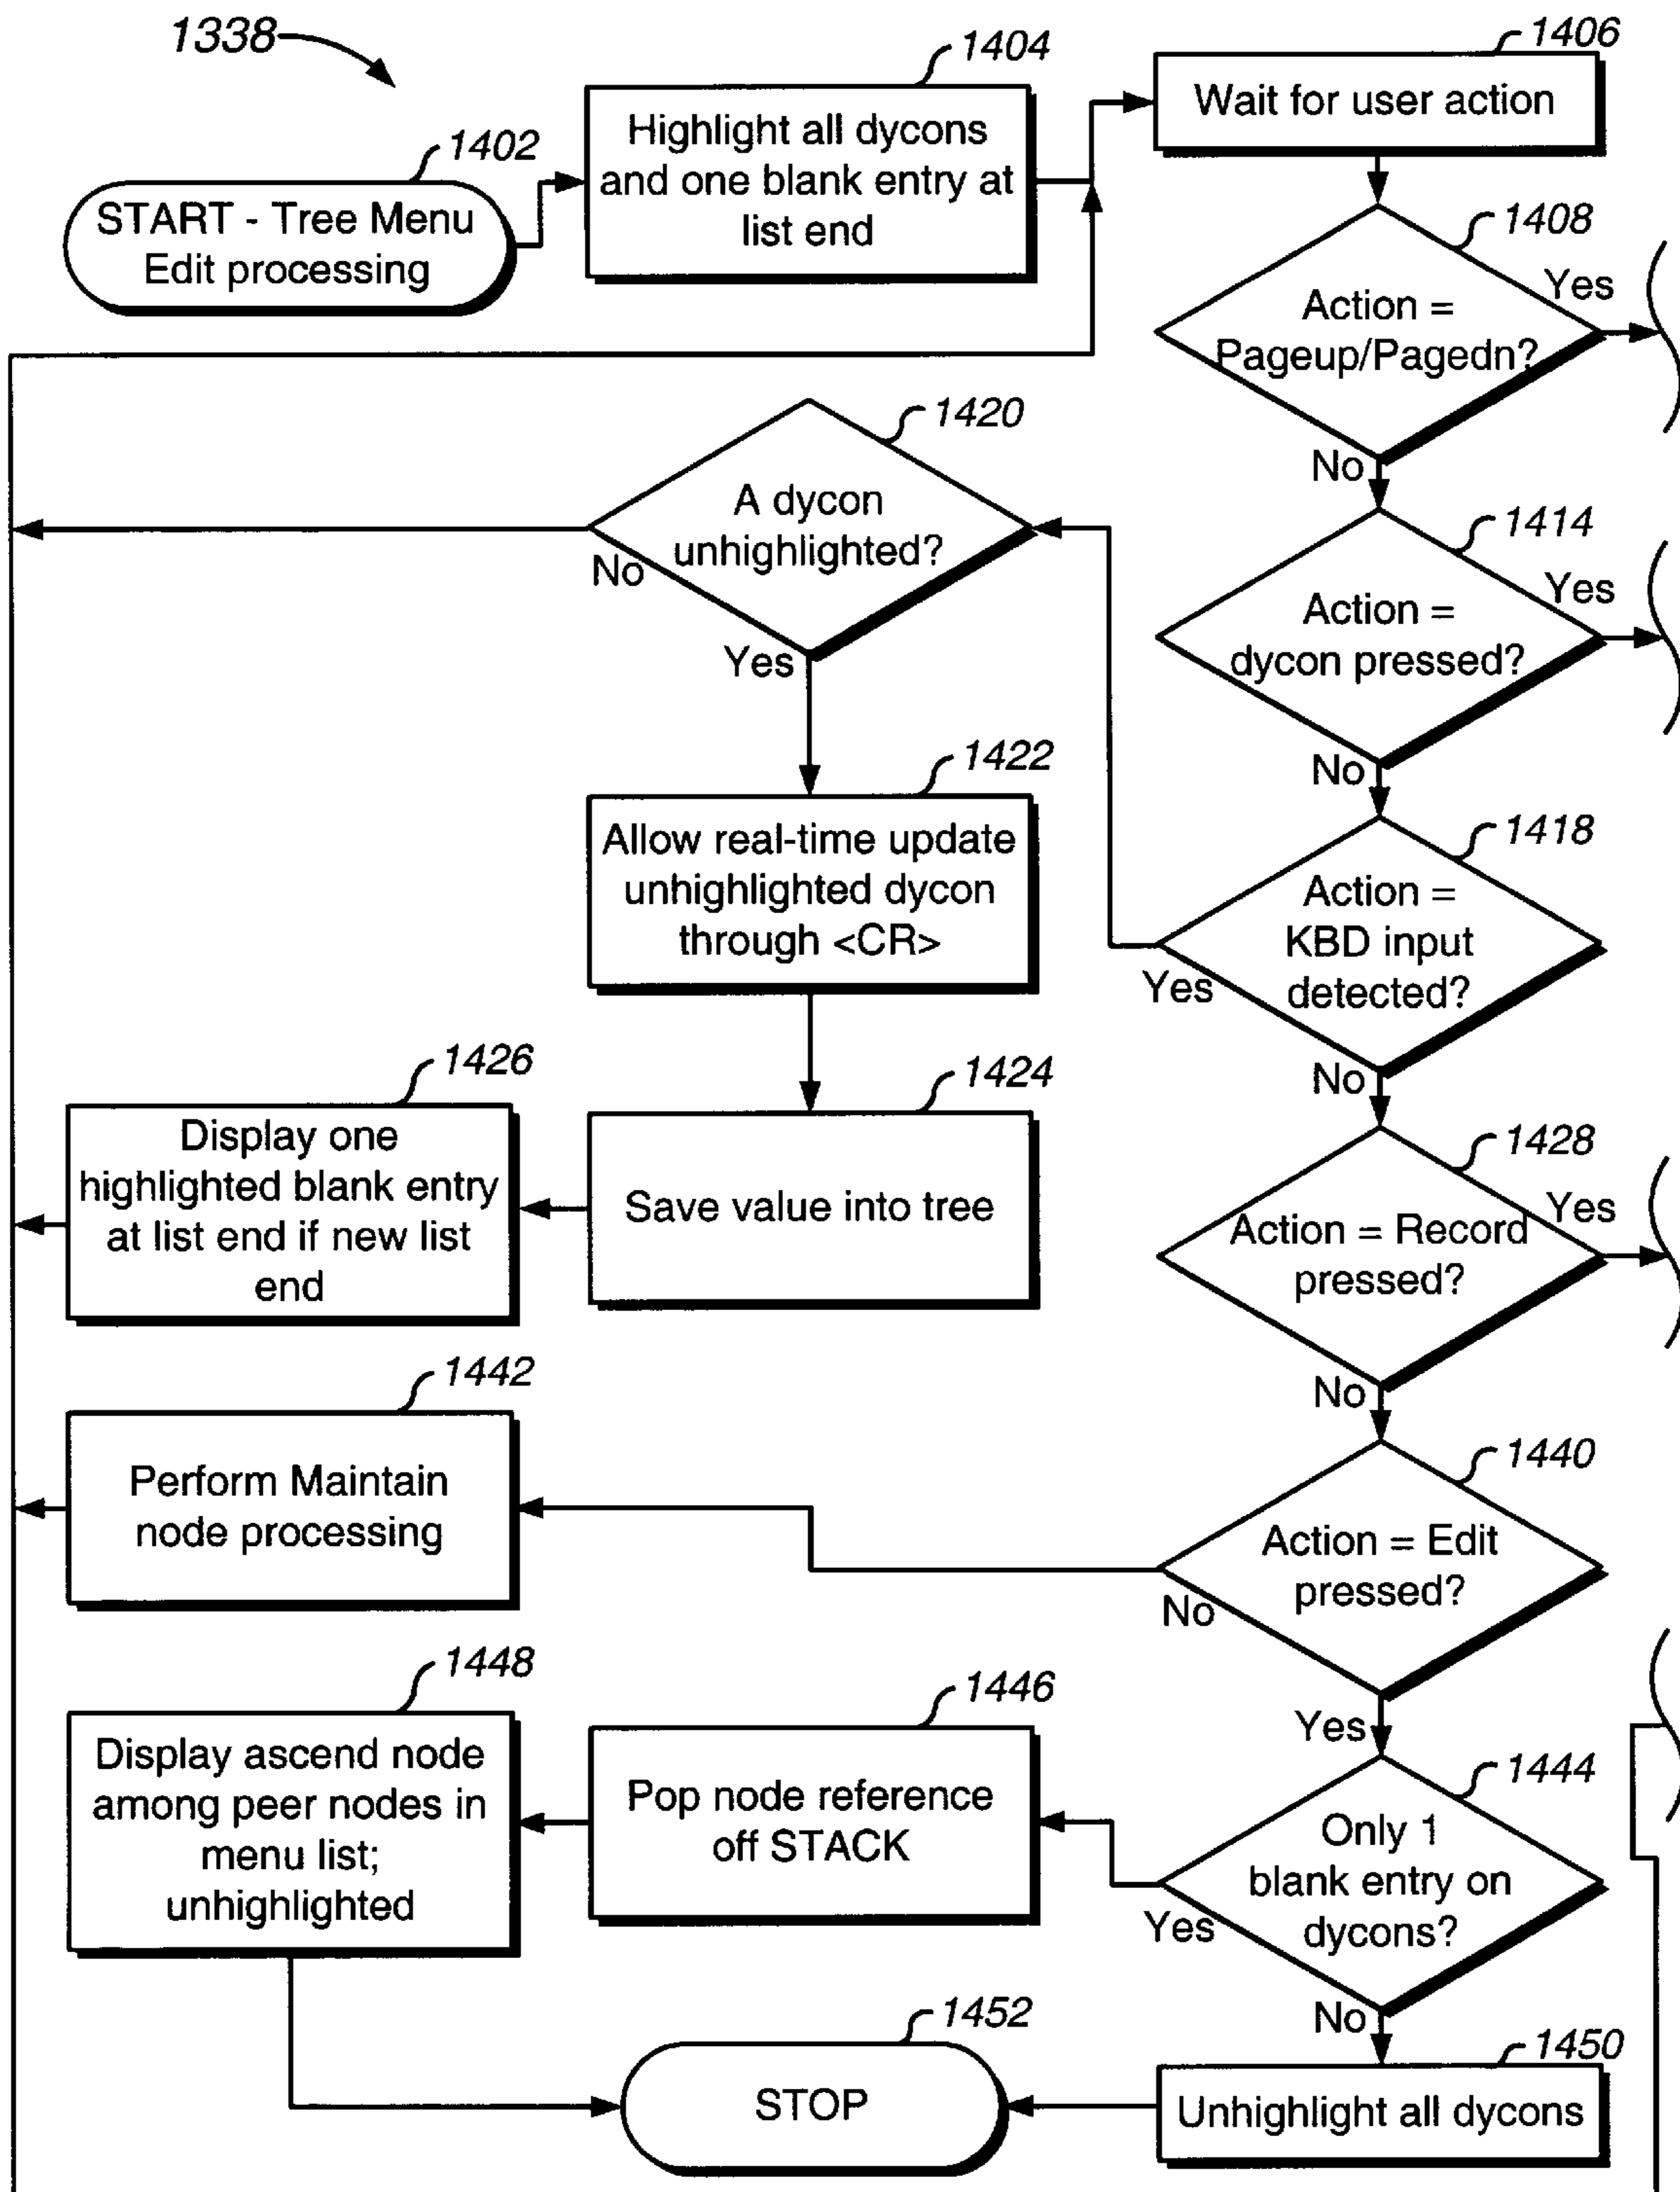 1338
1402
START - Tree Menu
Edit processing
1404
Highlight all dycons
and one blank entry at
list end
1406
Wait for user action
1408
Action =
Pageup/Pagedn?
Yes
No
1414
Action =
dycon pressed?
Yes
No
1418
Action =
KBD input
detected?
Yes
No
1420
A dycon
unhighlighted?
No
Yes
1422
Allow real-time update
unhighlighted dycon
through <CR>
1424
Save value into tree
1426
Display one
highlighted blank entry
at list end if new list
end
1428
Action = Record
pressed?
Yes
No
1440
Action = Edit
pressed?
No
Yes
1442
Perform Maintain
node processing
1444
Only 1
blank entry on
dycons?
Yes
No
1446
Pop node reference
off STACK
1448
Display ascend node
among peer nodes in
menu list;
unhighlighted
1450
Unhighlight all dycons
1452
STOP